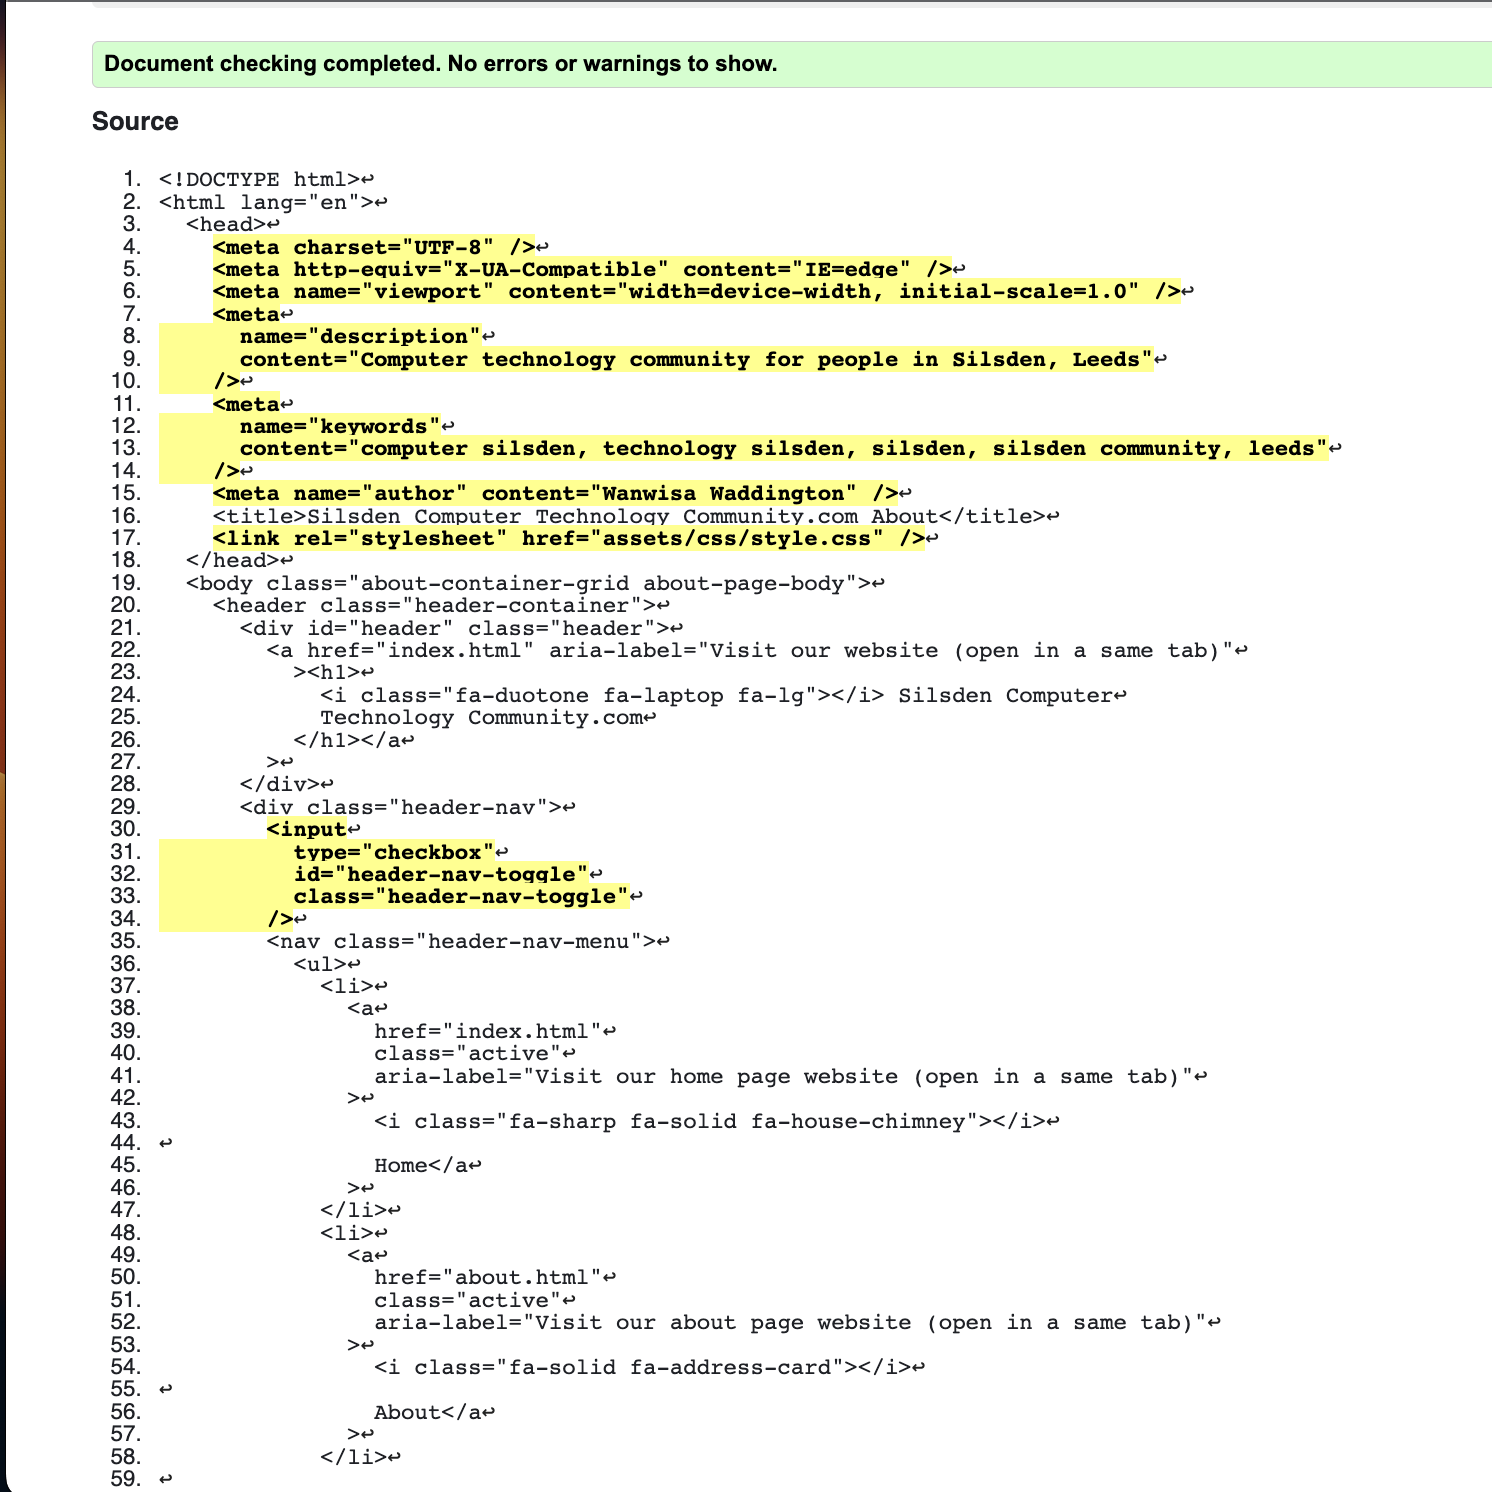 Document checking completed. No errors or warnings to show.
Source
1. <!DOCTYPE html>↩
2. <html lang="en">↩
3. <head>↩
4. <meta charset="UTF-8" />↩
5. <meta http-equiv="X-UA-Compatible" content="IE=edge" />↩
6. <meta name="viewport" content="width=device-width, initial-scale=1.0" />↩
7. <meta↩
8. name="description"↩
9. content="Computer technology community for people in Silsden, Leeds"↩
10. />↩
11. <meta↩
12. name="keywords"↩
13. content="computer silsden, technology silsden, silsden, silsden community, leeds"↩
14. />↩
15. <meta name="author" content="Wanwisa Waddington" />↩
16. <title>Silsden Computer Technology Community.com About</title>↩
17. <link rel="stylesheet" href="assets/css/style.css" />↩
18. </head>↩
19. <body class="about-container-grid about-page-body">↩
20. <header class="header-container">↩
21. <div id="header" class="header">↩
22. <a href="index.html" aria-label="Visit our website (open in a same tab)"↩
23. ><h1>↩
24. <i class="fa-duotone fa-laptop fa-lg"></i> Silsden Computer↩
25. Technology Community.com↩
26. </h1></a↩
27. >↩
28. </div>↩
29. <div class="header-nav">↩
30. <input↩
31. type="checkbox"↩
32. id="header-nav-toggle"↩
33. class="header-nav-toggle"↩
34. />↩
35. <nav class="header-nav-menu">↩
36. <ul>↩
37. <li>↩
38. <a↩
39. href="index.html"↩
40. class="active"↩
41. aria-label="Visit our home page website (open in a same tab)"↩
42. >↩
43. <i class="fa-sharp fa-solid fa-house-chimney"></i>↩
44. ↩
45. Home</a↩
46. >↩
47. </li>↩
48. <li>↩
49. <a↩
50. href="about.html"↩
51. class="active"↩
52. aria-label="Visit our about page website (open in a same tab)"↩
53. >↩
54. <i class="fa-solid fa-address-card"></i>↩
55. ↩
56. About</a↩
57. >↩
58. </li>↩
59. ↩